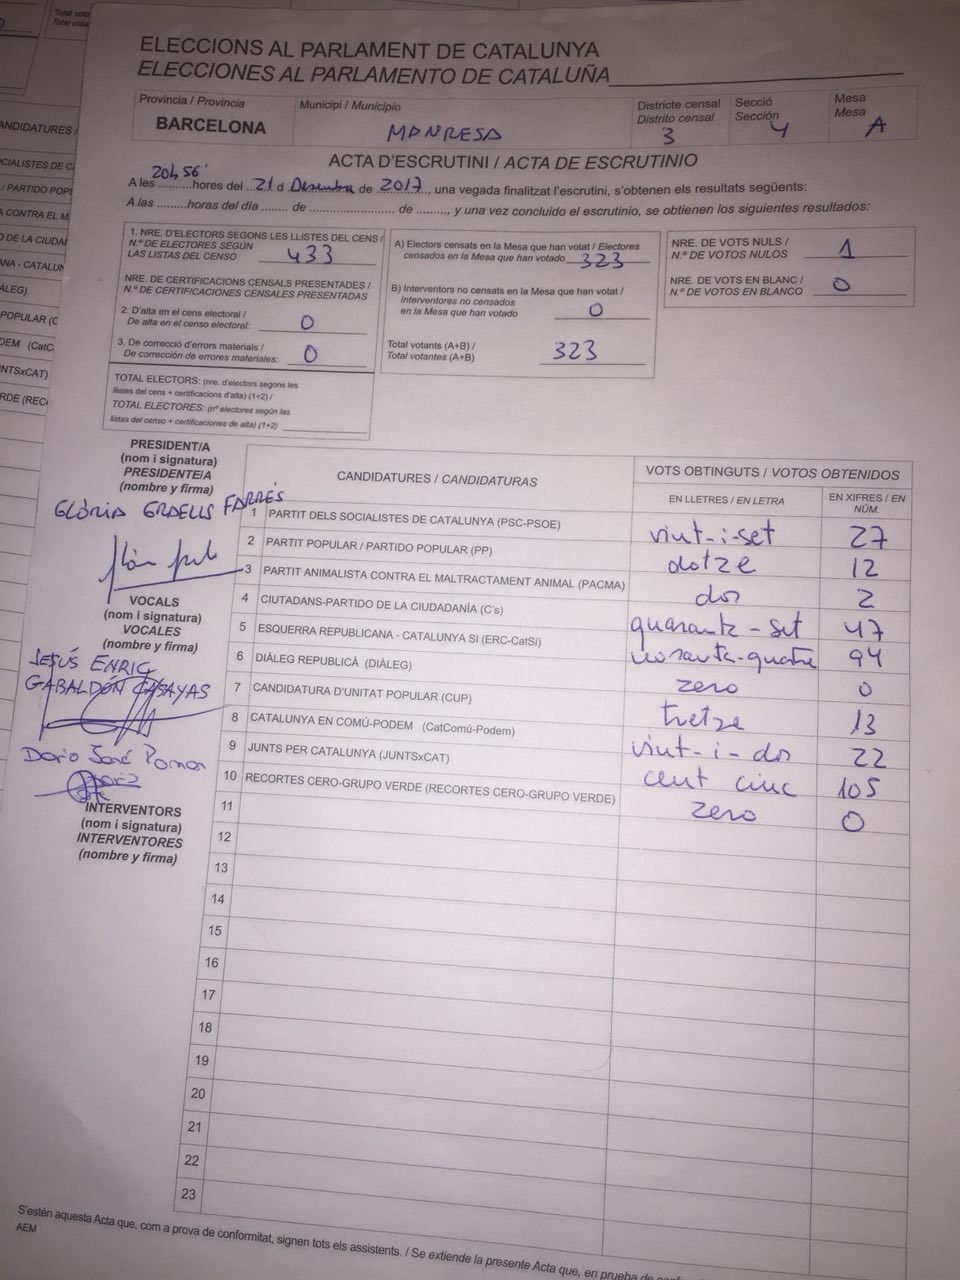 Total vota
Total vota
ANDIDATURES /
CIALISTES DE C
/ PARTIDO POPU
A CONTRA EL M
O DE LA CIUDA
ANA - CATALUN
ÀLEG)
POPULAR (C
DEM (CatCo
NTSxCAT)
RDE (REC
ELECCIONS AL PARLAMENT DE CATALUNYA
ELECCIONES AL PARLAMENTO DE CATALUÑA
Província / Provincia
BARCELONA
Municipi / Municipio
MANRESA
Districte censal
Distrito censal
3
Secció
Sección
4
Mesa
Mesa
A
ACTA D'ESCRUTINI / ACTA DE ESCRUTINIO
20h 56'
A les ..........hores del ..21 d Desembre de 2017.., una vegada finalitzat l'escrutini, s'obtenen els resultats següents:
A las .........horas del día ....... de ...................... de ........, y una vez concluido el escrutinio, se obtienen los siguientes resultados:
1. NRE. D'ELECTORS SEGONS LES LLISTES DEL CENS /
N.º DE ELECTORES SEGÚN
LAS LISTAS DEL CENSO 433
NRE. DE CERTIFICACIONS CENSALS PRESENTADES /
N.º DE CERTIFICACIONES CENSALES PRESENTADAS
2. D'alta en el cens electoral /
De alta en el censo electoral: 0
3. De correcció d'errors materials /
De corrección de errores materiales: 0
TOTAL ELECTORS: (nre. d'electors segons les
llistes del cens + certificacions d'alta) (1+2) /
TOTAL ELECTORES: (nº electores según las
listas del censo + certificaciones de alta) (1+2)
A) Electors censats en la Mesa que han votat / Electores
censados en la Mesa que han votado 323
B) Interventors no censats en la Mesa que han votat /
Interventores no censados
en la Mesa que han votado 0
Total votants (A+B) /
Total votantes (A+B) 323
NRE. DE VOTS NULS /
N.º DE VOTOS NULOS 1
NRE. DE VOTS EN BLANC /
N.º DE VOTOS EN BLANCO 0
PRESIDENT/A
(nom i signatura)
PRESIDENTE/A
(nombre y firma)
GLÒRIA GRAELLS FARRÉS
VOCALS
(nom i signatura)
VOCALES
(nombre y firma)
JESÚS ENRIC
GABALDÓN CASAYAS
Dario José
INTERVENTORS
(nom i signatura)
INTERVENTORES
(nombre y firma)
CANDIDATURES / CANDIDATURAS
VOTS OBTINGUTS / VOTOS OBTENIDOS
EN LLETRES / EN LETRA
EN XIFRES / EN
NÚM.
1 PARTIT DELS SOCIALISTES DE CATALUNYA (PSC-PSOE) vint-i-set 27
2 PARTIT POPULAR / PARTIDO POPULAR (PP) dotze 12
3 PARTIT ANIMALISTA CONTRA EL MALTRACTAMENT ANIMAL (PACMA) dos 2
4 CIUTADANS-PARTIDO DE LA CIUDADANÍA (C's) quaranta-set 47
5 ESQUERRA REPUBLICANA - CATALUNYA SI (ERC-CatSí) noranta-quatre 94
6 DIÀLEG REPUBLICÀ (DIÀLEG) zero 0
7 CANDIDATURA D'UNITAT POPULAR (CUP) tretze 13
8 CATALUNYA EN COMÚ-PODEM (CatComú-Podem) vint-i-dos 22
9 JUNTS PER CATALUNYA (JUNTSxCAT) cent cinc 105
10 RECORTES CERO-GRUPO VERDE (RECORTES CERO-GRUPO VERDE) zero 0
11
12
13
14
15
16
17
18
19
20
21
22
23
S'estén aquesta Acta que, com a prova de conformitat, signen tots els assistents. / Se extiende la presente Acta que, en prueba de
AEM